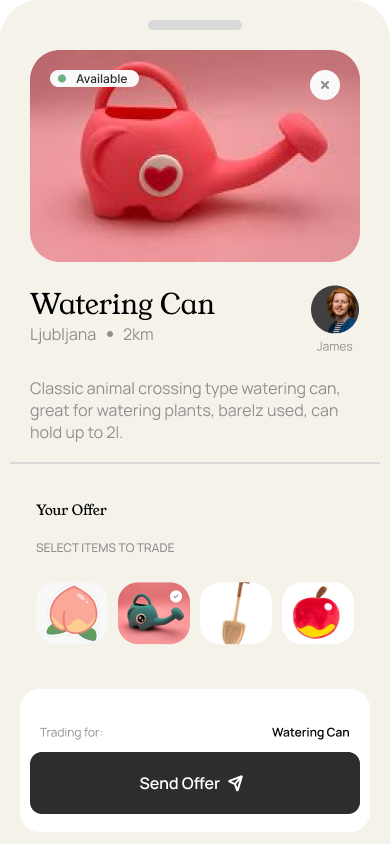 Available
Watering Can
Ljubljana • 2km
James
Classic animal crossing type watering can,
great for watering plants, barelz used, can
hold up to 2l.
Your Offer
SELECT ITEMS TO TRADE
Trading for: Watering Can
Send Offer